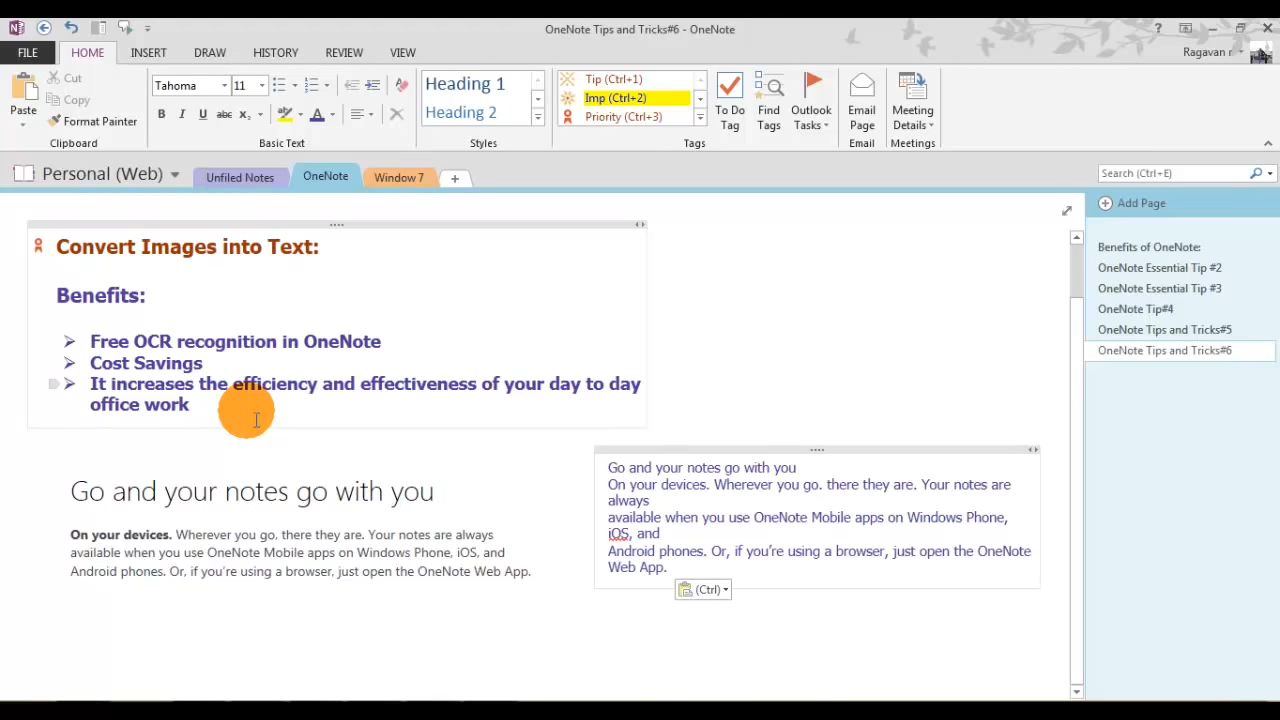 OneNote Tips and Tricks#6 - OneNote
FILE
HOME
INSERT
DRAW
HISTORY
REVIEW
VIEW
Ragavan r
Paste
Cut
Copy
Format Painter
Clipboard
Tahoma
11
B I U abc x₂
A
Basic Text
Heading 1
Heading 2
Styles
Tip (Ctrl+1)
Imp (Ctrl+2)
Priority (Ctrl+3)
To Do
Tag
Find
Tags
Outlook
Tasks
Tags
Email
Page
Email
Meeting
Details
Meetings
Personal (Web)
Unfiled Notes
OneNote
Window 7
Search (Ctrl+E)
Add Page
Benefits of OneNote:
OneNote Essential Tip #2
OneNote Essential Tip #3
OneNote Tip#4
OneNote Tips and Tricks#5
OneNote Tips and Tricks#6
Convert Images into Text:
Benefits:
Free OCR recognition in OneNote
Cost Savings
It increases the efficiency and effectiveness of your day to day
office work
Go and your notes go with you
On your devices. Wherever you go, there they are. Your notes are always
available when you use OneNote Mobile apps on Windows Phone, iOS, and
Android phones. Or, if you're using a browser, just open the OneNote Web App.
Go and your notes go with you
On your devices. Wherever you go. there they are. Your notes are
always
available when you use OneNote Mobile apps on Windows Phone,
iOS, and
Android phones. Or, if you're using a browser, just open the OneNote
Web App.
(Ctrl)